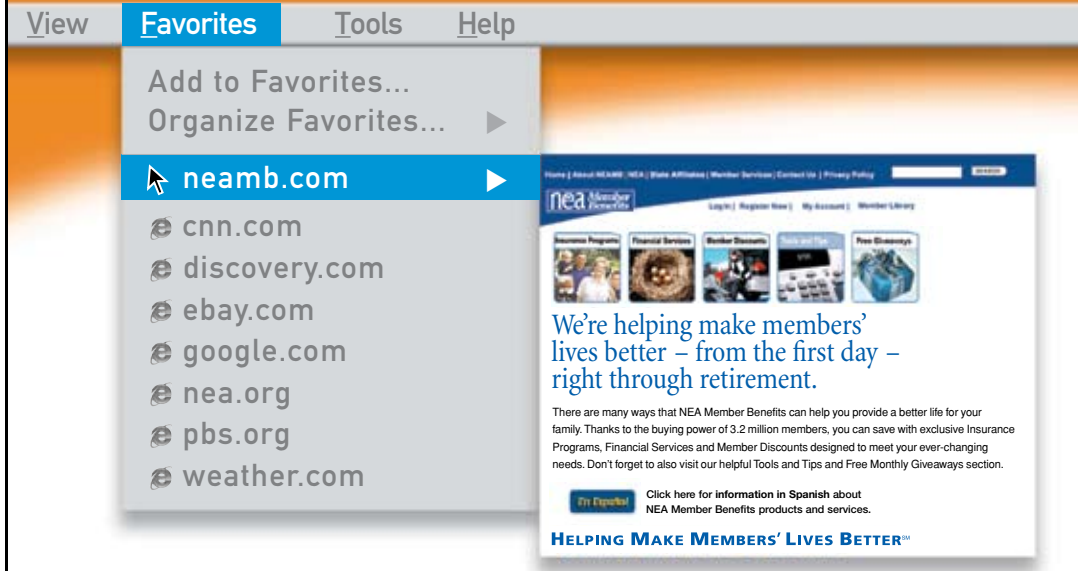 View Favorites Tools Help
Add to Favorites...
Organize Favorites...
neamb.com
cnn.com
discovery.com
ebay.com
google.com
nea.org
pbs.org
weather.com
Home | About NEAMB | NEA | State Affiliates | Member Services | Contact Us | Privacy Policy SEARCH
nea Member Benefits
Log In | Register Now | My Account | Member Library
Insurance Programs Financial Services Member Discounts Tools and Tips Free Giveaways
We're helping make members'
lives better – from the first day –
right through retirement.
There are many ways that NEA Member Benefits can help you provide a better life for your
family. Thanks to the buying power of 3.2 million members, you can save with exclusive Insurance
Programs, Financial Services and Member Discounts designed to meet your ever-changing
needs. Don't forget to also visit our helpful Tools and Tips and Free Monthly Giveaways section.
En Español
Click here for information in Spanish about
NEA Member Benefits products and services.
HELPING MAKE MEMBERS' LIVES BETTER℠